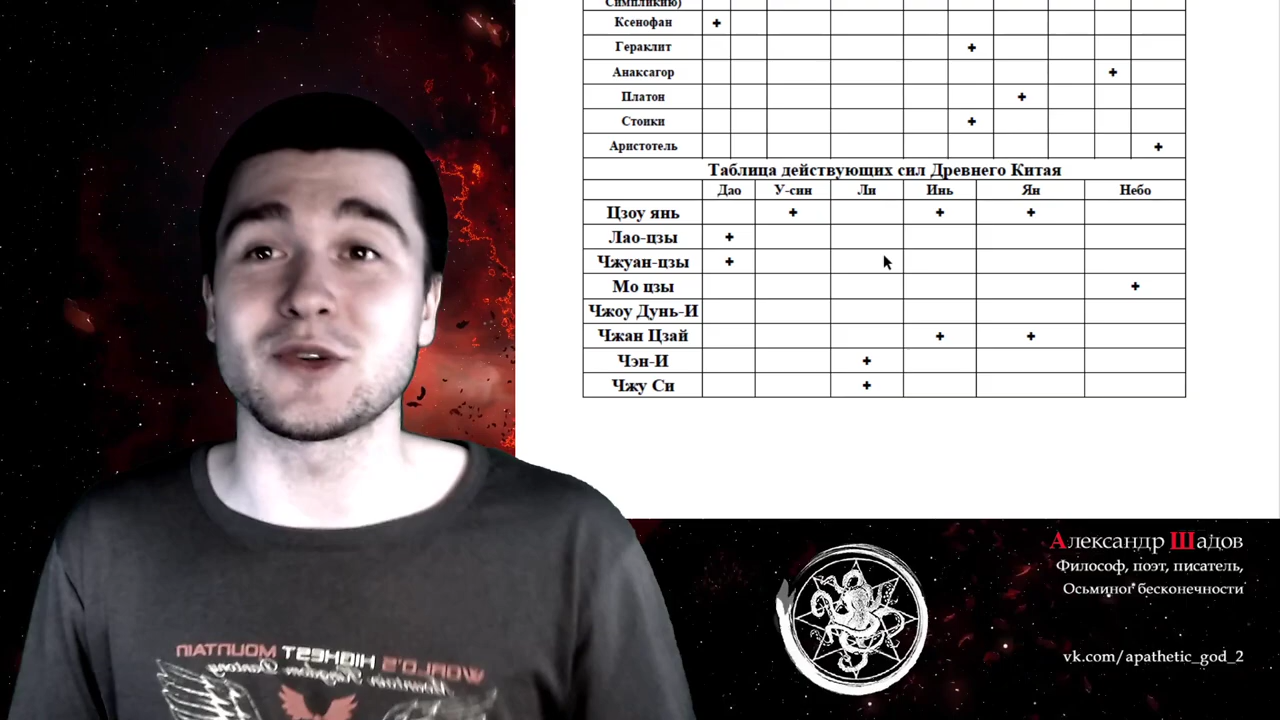 Симпликию)
Ксенофан +
Гераклит +
Анаксагор +
Платон +
Стоики +
Аристотель +
Таблица действующих сил Древнего Китая
Дао У-син Ли Инь Ян Небо
Цзоу янь + + +
Лао-цзы +
Чжуан-цзы +
Мо цзы +
Чжоу Дунь-И
Чжан Цзай + +
Чэн-И +
Чжу Си +
Александр Шадов
Философ, поэт, писатель,
Осьминог бесконечности
vk.com/apathetic_god_2
WORLD'S HIGHEST MOUNTAIN